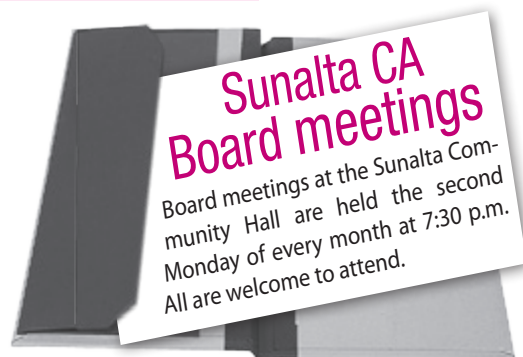 Sunalta CA
Board meetings
Board meetings at the Sunalta Com-
munity Hall are held the second
Monday of every month at 7:30 p.m.
All are welcome to attend.